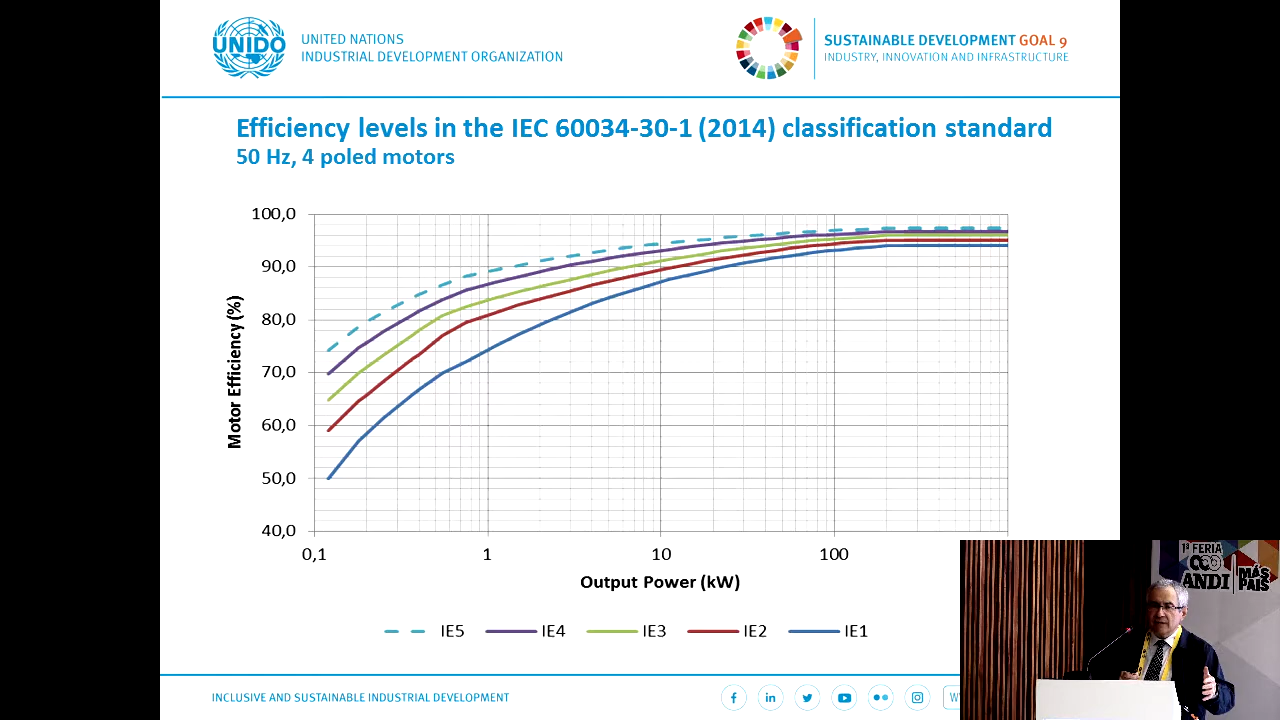 UNIDO
UNITED NATIONS
INDUSTRIAL DEVELOPMENT ORGANIZATION
SUSTAINABLE DEVELOPMENT GOAL 9
INDUSTRY, INNOVATION AND INFRASTRUCTURE
Efficiency levels in the IEC 60034-30-1 (2014) classification standard
50 Hz, 4 poled motors
100,0
90,0
80,0
70,0
60,0
50,0
40,0
Motor Efficiency (%)
0,1
1
10
100
Output Power (kW)
IE5
IE4
IE3
IE2
IE1
1ª FERIA
ANDI
MÁS
PAÍS
INCLUSIVE AND SUSTAINABLE INDUSTRIAL DEVELOPMENT